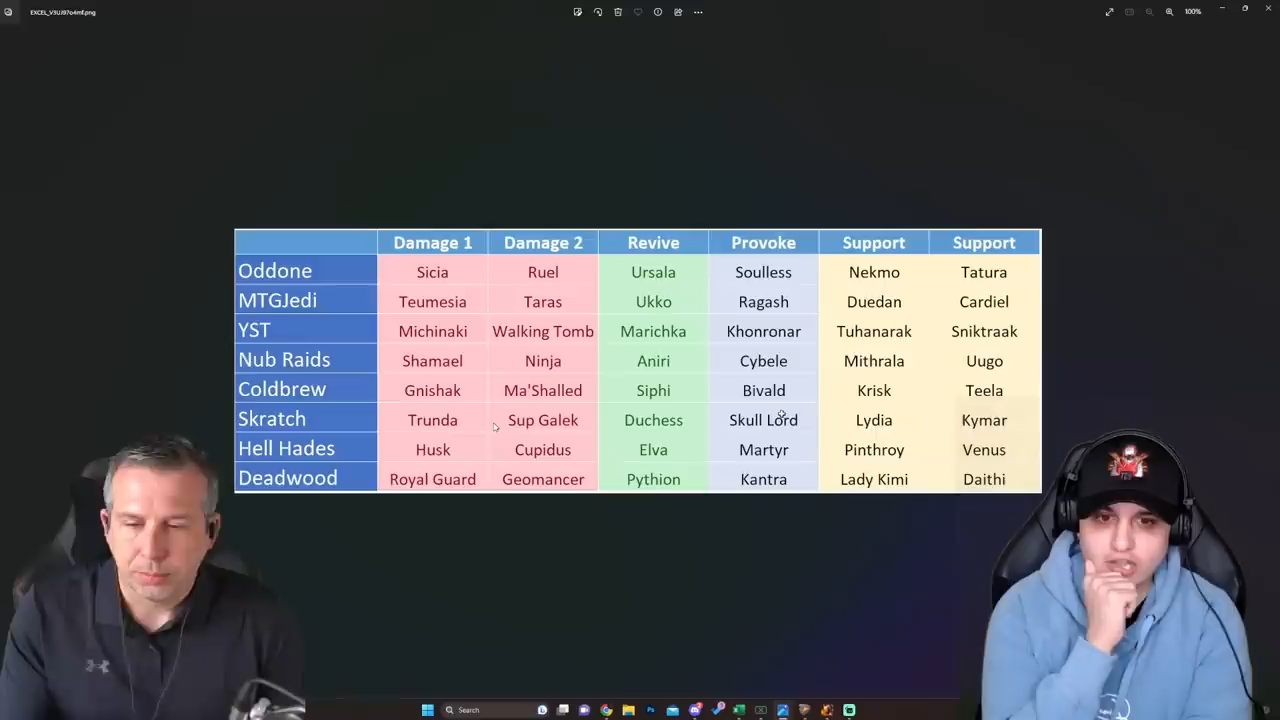 EXCEL_V3UJ97o4mf.png
100%
Damage 1 Damage 2 Revive Provoke Support Support
Oddone Sicia Ruel Ursala Soulless Nekmo Tatura
MTGJedi Teumesia Taras Ukko Ragash Duedan Cardiel
YST Michinaki Walking Tomb Marichka Khonronar Tuhanarak Sniktraak
Nub Raids Shamael Ninja Aniri Cybele Mithrala Uugo
Coldbrew Gnishak Ma'Shalled Siphi Bivald Krisk Teela
Skratch Trunda Sup Galek Duchess Skull Lord Lydia Kymar
Hell Hades Husk Cupidus Elva Martyr Pinthroy Venus
Deadwood Royal Guard Geomancer Pythion Kantra Lady Kimi Daithi
Search